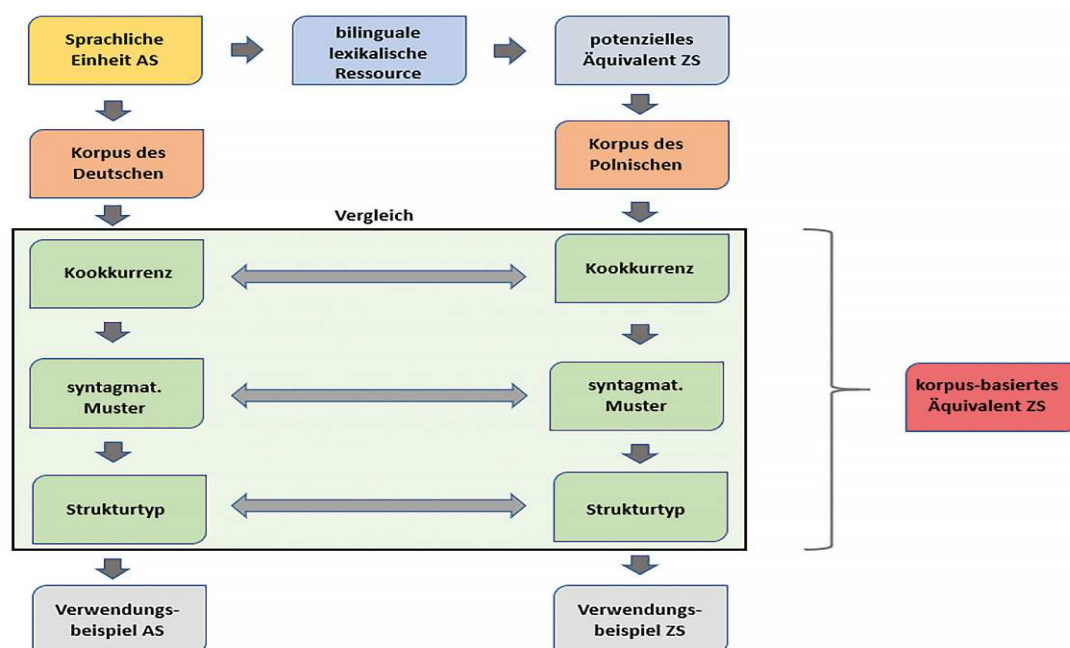 Sprachliche
Einheit AS
bilinguale
lexikalische
Ressource
potenzielles
Äquivalent ZS
Korpus des
Deutschen
Korpus des
Polnischen
Vergleich
Kookkurrenz
Kookkurrenz
syntagmat.
Muster
syntagmat.
Muster
korpus-basiertes
Äquivalent ZS
Strukturtyp
Strukturtyp
Verwendungs-
beispiel AS
Verwendungs-
beispiel ZS